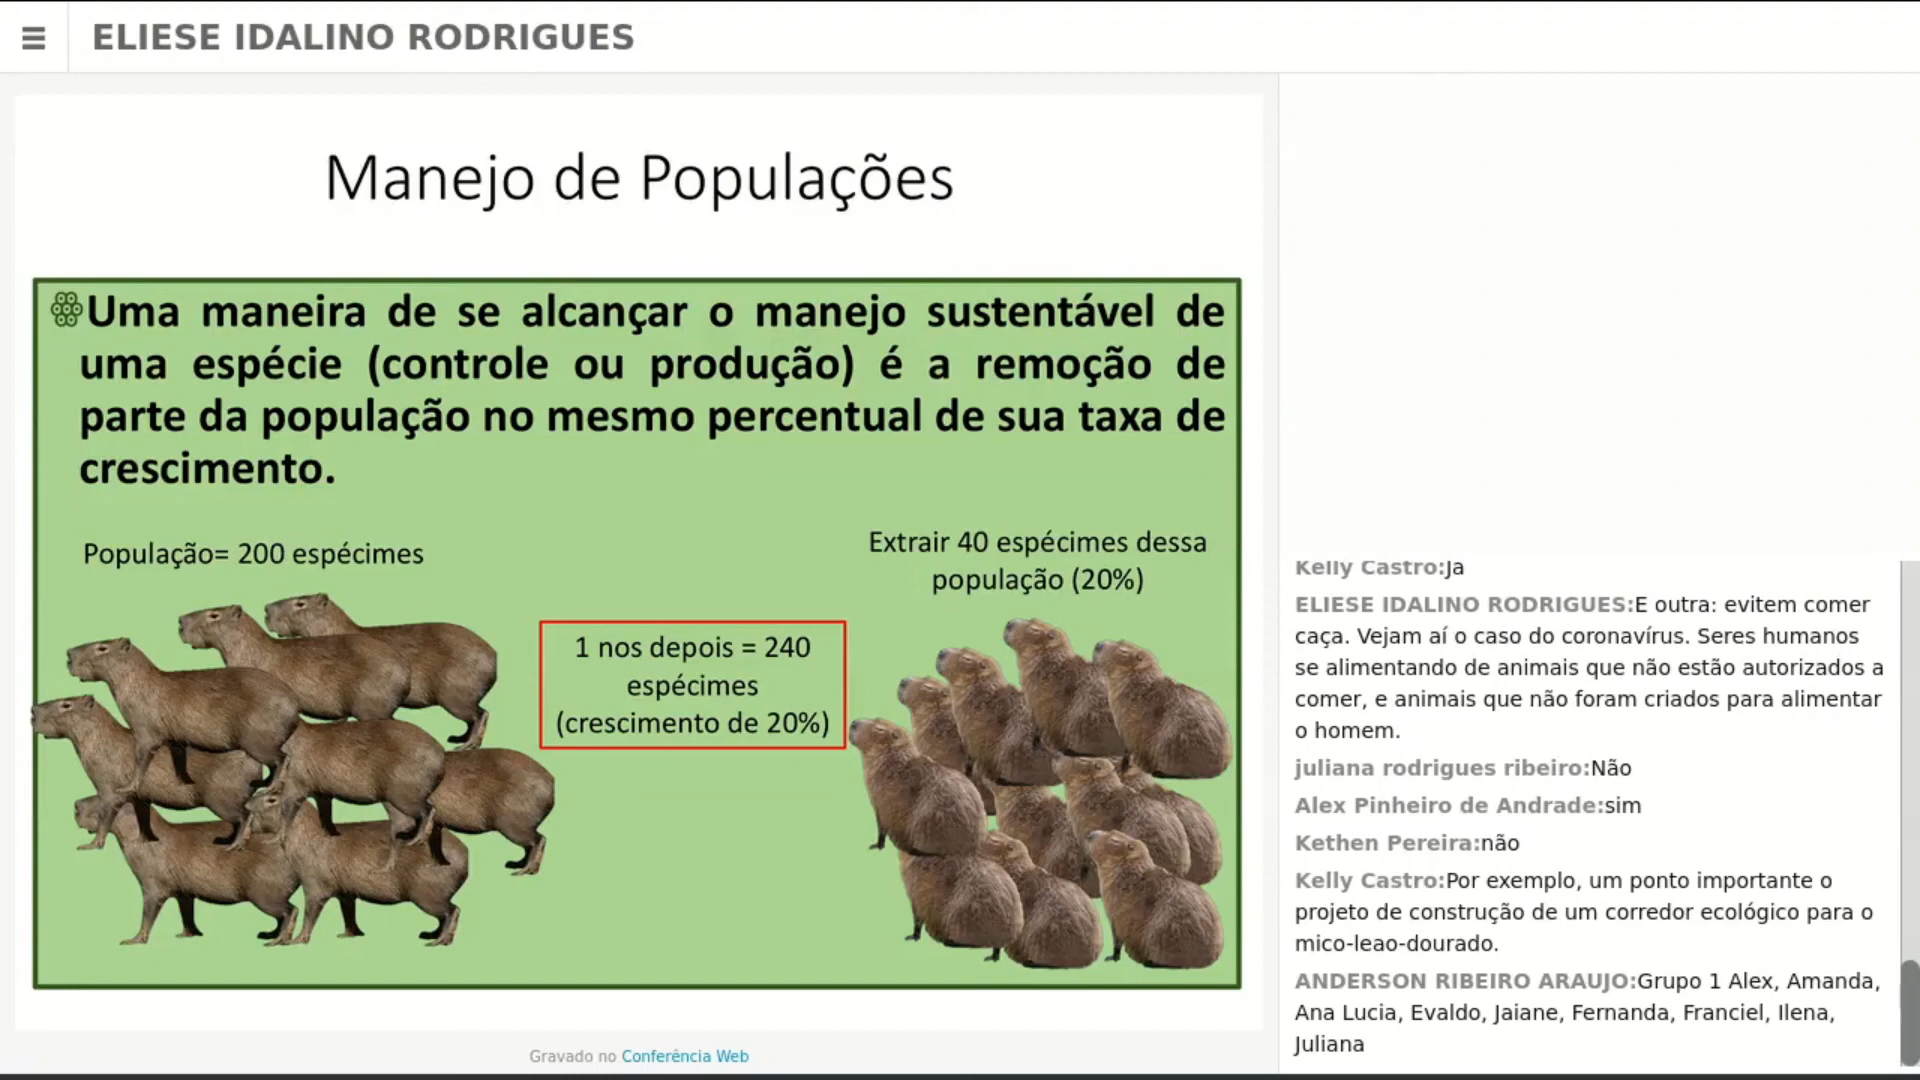 ELIESE IDALINO RODRIGUES
Manejo de Populações
Uma maneira de se alcançar o manejo sustentável de
uma espécie (controle ou produção) é a remoção de
parte da população no mesmo percentual de sua taxa de
crescimento.
População= 200 espécimes
1 nos depois = 240
espécimes
(crescimento de 20%)
Extrair 40 espécimes dessa
população (20%)
Gravado no Conferência Web
Kelly Castro:Ja
ELIESE IDALINO RODRIGUES:E outra: evitem comer
caça. Vejam aí o caso do coronavírus. Seres humanos
se alimentando de animais que não estão autorizados a
comer, e animais que não foram criados para alimentar
o homem.
juliana rodrigues ribeiro:Não
Alex Pinheiro de Andrade:sim
Kethen Pereira:não
Kelly Castro:Por exemplo, um ponto importante o
projeto de construção de um corredor ecológico para o
mico-leao-dourado.
ANDERSON RIBEIRO ARAUJO:Grupo 1 Alex, Amanda,
Ana Lucia, Evaldo, Jaiane, Fernanda, Franciel, Ilena,
Juliana